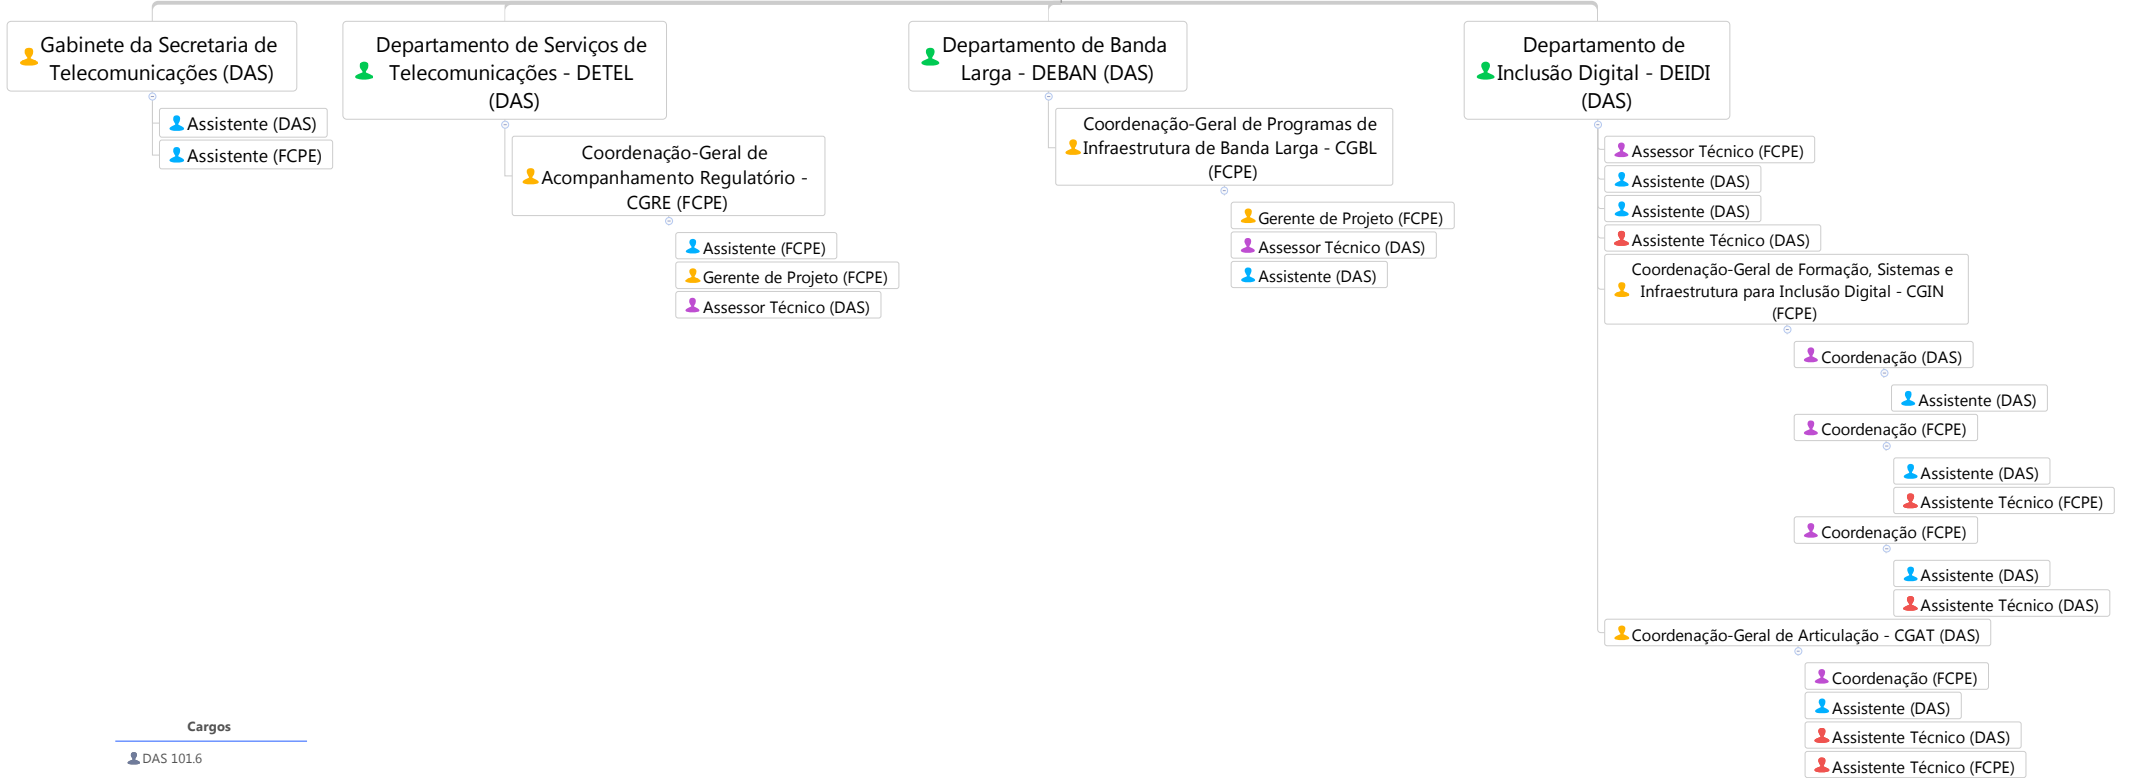 Gabinete da Secretaria de
Telecomunicações (DAS)
Assistente (DAS)
Assistente (FCPE)
Departamento de Serviços de
Telecomunicações - DETEL
(DAS)
Coordenação-Geral de
Acompanhamento Regulatório -
CGRE (FCPE)
Assistente (FCPE)
Gerente de Projeto (FCPE)
Assessor Técnico (DAS)
Departamento de Banda
Larga - DEBAN (DAS)
Coordenação-Geral de Programas de
Infraestrutura de Banda Larga - CGBL
(FCPE)
Gerente de Projeto (FCPE)
Assessor Técnico (DAS)
Assistente (DAS)
Departamento de
Inclusão Digital - DEIDI
(DAS)
Assessor Técnico (FCPE)
Assistente (DAS)
Assistente (DAS)
Assistente Técnico (DAS)
Coordenação-Geral de Formação, Sistemas e
Infraestrutura para Inclusão Digital - CGIN
(FCPE)
Coordenação (DAS)
Assistente (DAS)
Coordenação (FCPE)
Assistente (DAS)
Assistente Técnico (FCPE)
Coordenação (FCPE)
Assistente (DAS)
Assistente Técnico (DAS)
Coordenação-Geral de Articulação - CGAT (DAS)
Coordenação (FCPE)
Assistente (DAS)
Assistente Técnico (DAS)
Assistente Técnico (FCPE)
Cargos
DAS 101.6